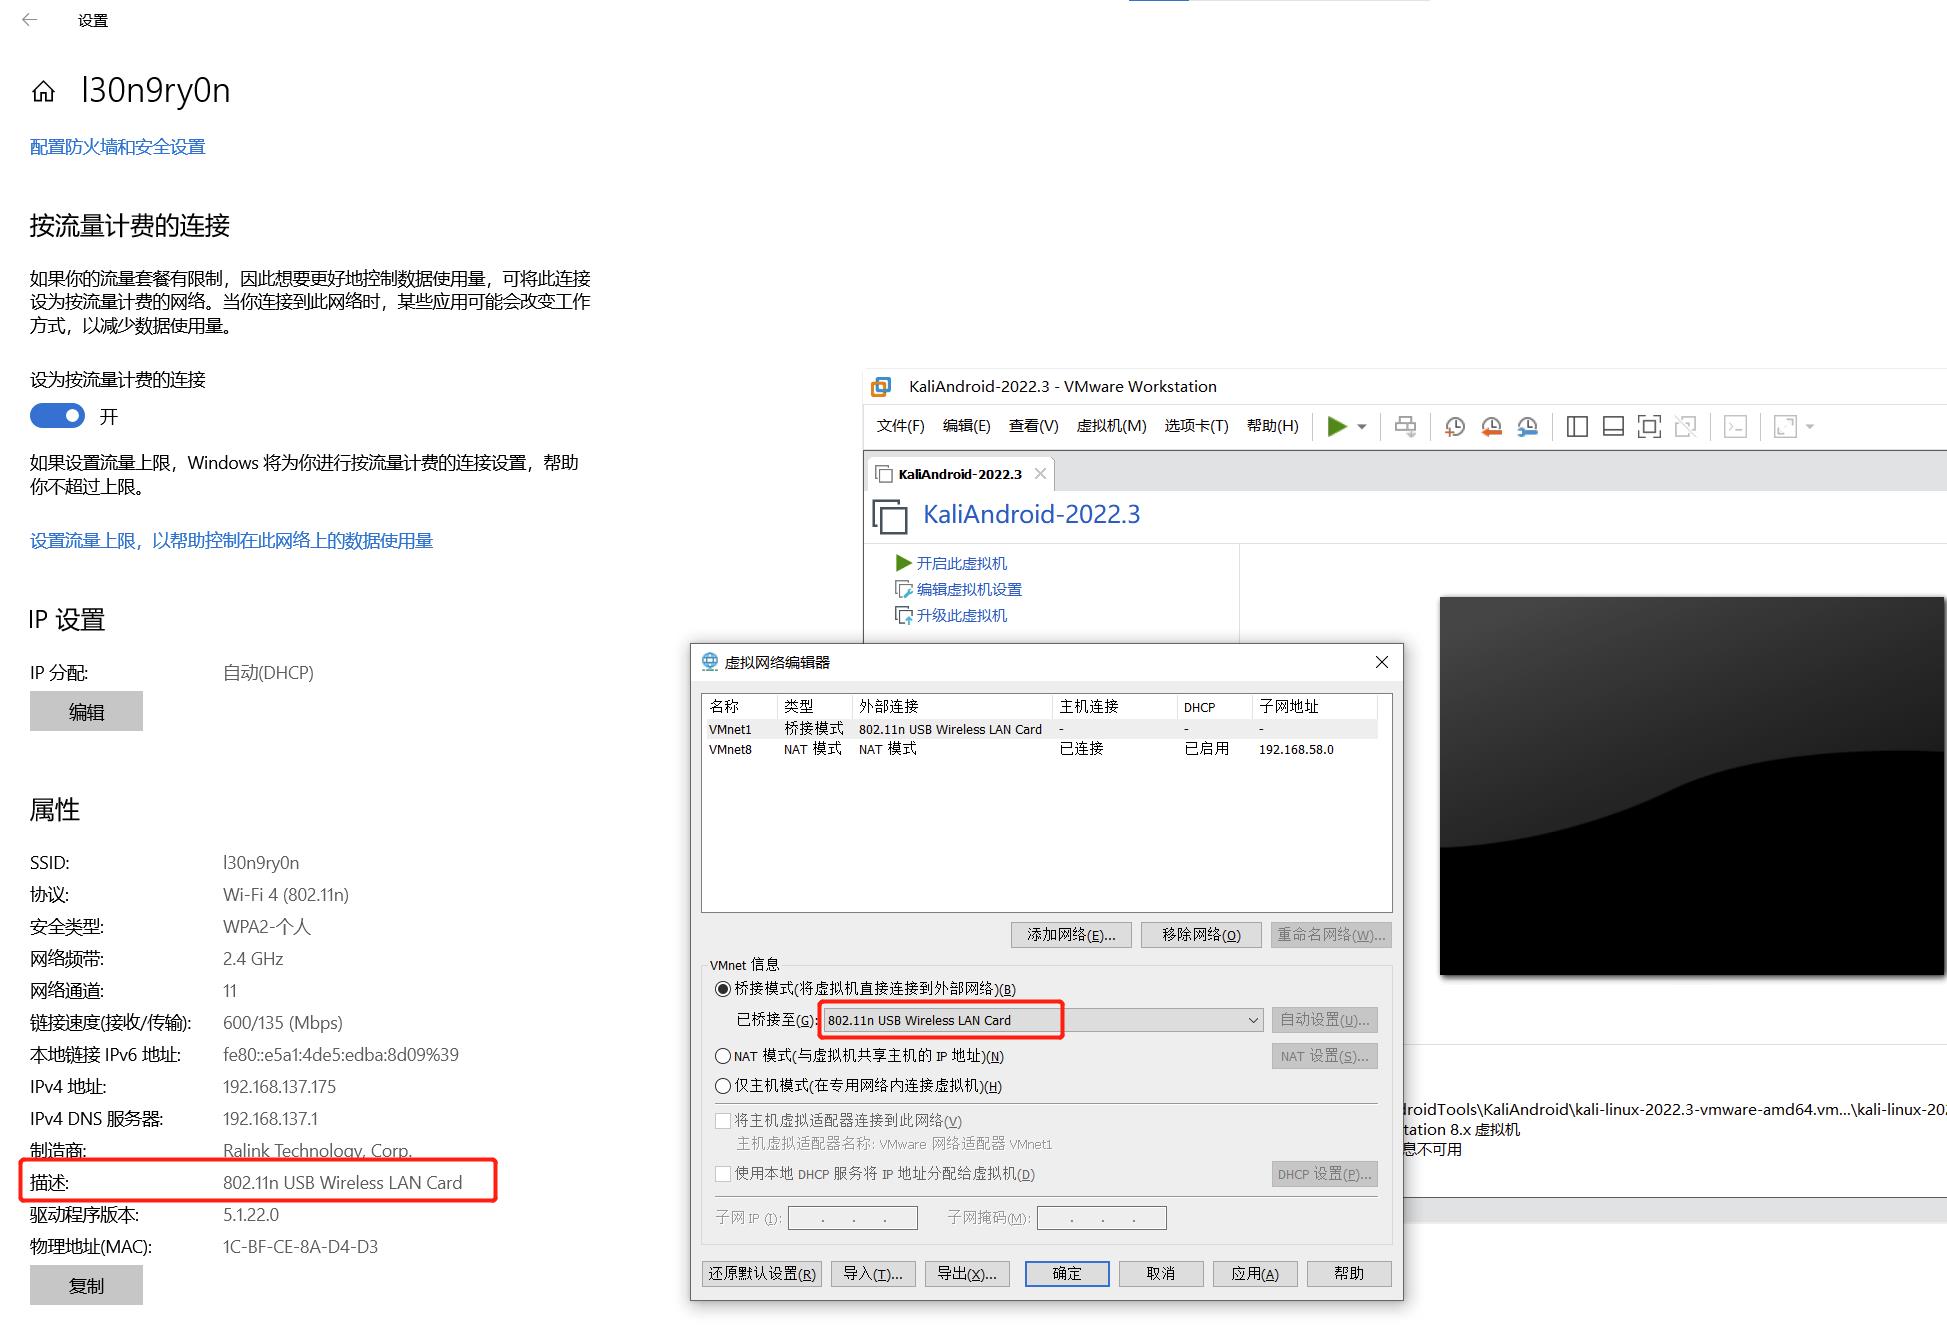 设置
l30n9ry0n
配置防火墙和安全设置
按流量计费的连接
如果你的流量套餐有限制，因此想要更好地控制数据使用量，可将此连接
设为按流量计费的网络。当你连接到此网络时，某些应用可能会改变工作
方式，以减少数据使用量。
设为按流量计费的连接
开
如果设置流量上限，Windows 将为你进行按流量计费的连接设置，帮助
你不超过上限。
设置流量上限，以帮助控制在此网络上的数据使用量
IP 设置
IP 分配: 自动(DHCP)
编辑
属性
SSID: l30n9ry0n
协议: Wi-Fi 4 (802.11n)
安全类型: WPA2-个人
网络频带: 2.4 GHz
网络通道: 11
链接速度(接收/传输): 600/135 (Mbps)
本地链接 IPv6 地址: fe80::e5a1:4de5:edba:8d09%39
IPv4 地址: 192.168.137.175
IPv4 DNS 服务器: 192.168.137.1
制造商: Ralink Technology, Corp.
描述: 802.11n USB Wireless LAN Card
驱动程序版本: 5.1.22.0
物理地址(MAC): 1C-BF-CE-8A-D4-D3
复制
KaliAndroid-2022.3 - VMware Workstation
文件(F) 编辑(E) 查看(V) 虚拟机(M) 选项卡(T) 帮助(H)
KaliAndroid-2022.3
KaliAndroid-2022.3
开启此虚拟机
编辑虚拟机设置
升级此虚拟机
虚拟网络编辑器
名称 类型 外部连接 主机连接 DHCP 子网地址
VMnet1 桥接模式 802.11n USB Wireless LAN Card - - -
VMnet8 NAT 模式 NAT 模式 已连接 已启用 192.168.58.0
添加网络(E)... 移除网络(O) 重命名网络(W)...
VMnet 信息
桥接模式(将虚拟机直接连接到外部网络)(B)
已桥接至(G): 802.11n USB Wireless LAN Card 自动设置(U)...
NAT 模式(与虚拟机共享主机的 IP 地址)(N) NAT 设置(S)...
仅主机模式(在专用网络内连接虚拟机)(H)
将主机虚拟适配器连接到此网络(V)
主机虚拟适配器名称: VMware 网络适配器 VMnet1
使用本地 DHCP 服务将 IP 地址分配给虚拟机(D) DHCP 设置(P)...
子网 IP (I): . . . 子网掩码(M): . . .
还原默认设置(R) 导入(T)... 导出(X)... 确定 取消 应用(A) 帮助
droidTools\KaliAndroid\kali-linux-2022.3-vmware-amd64.vm...\kali-linux-202
tation 8.x 虚拟机
息不可用